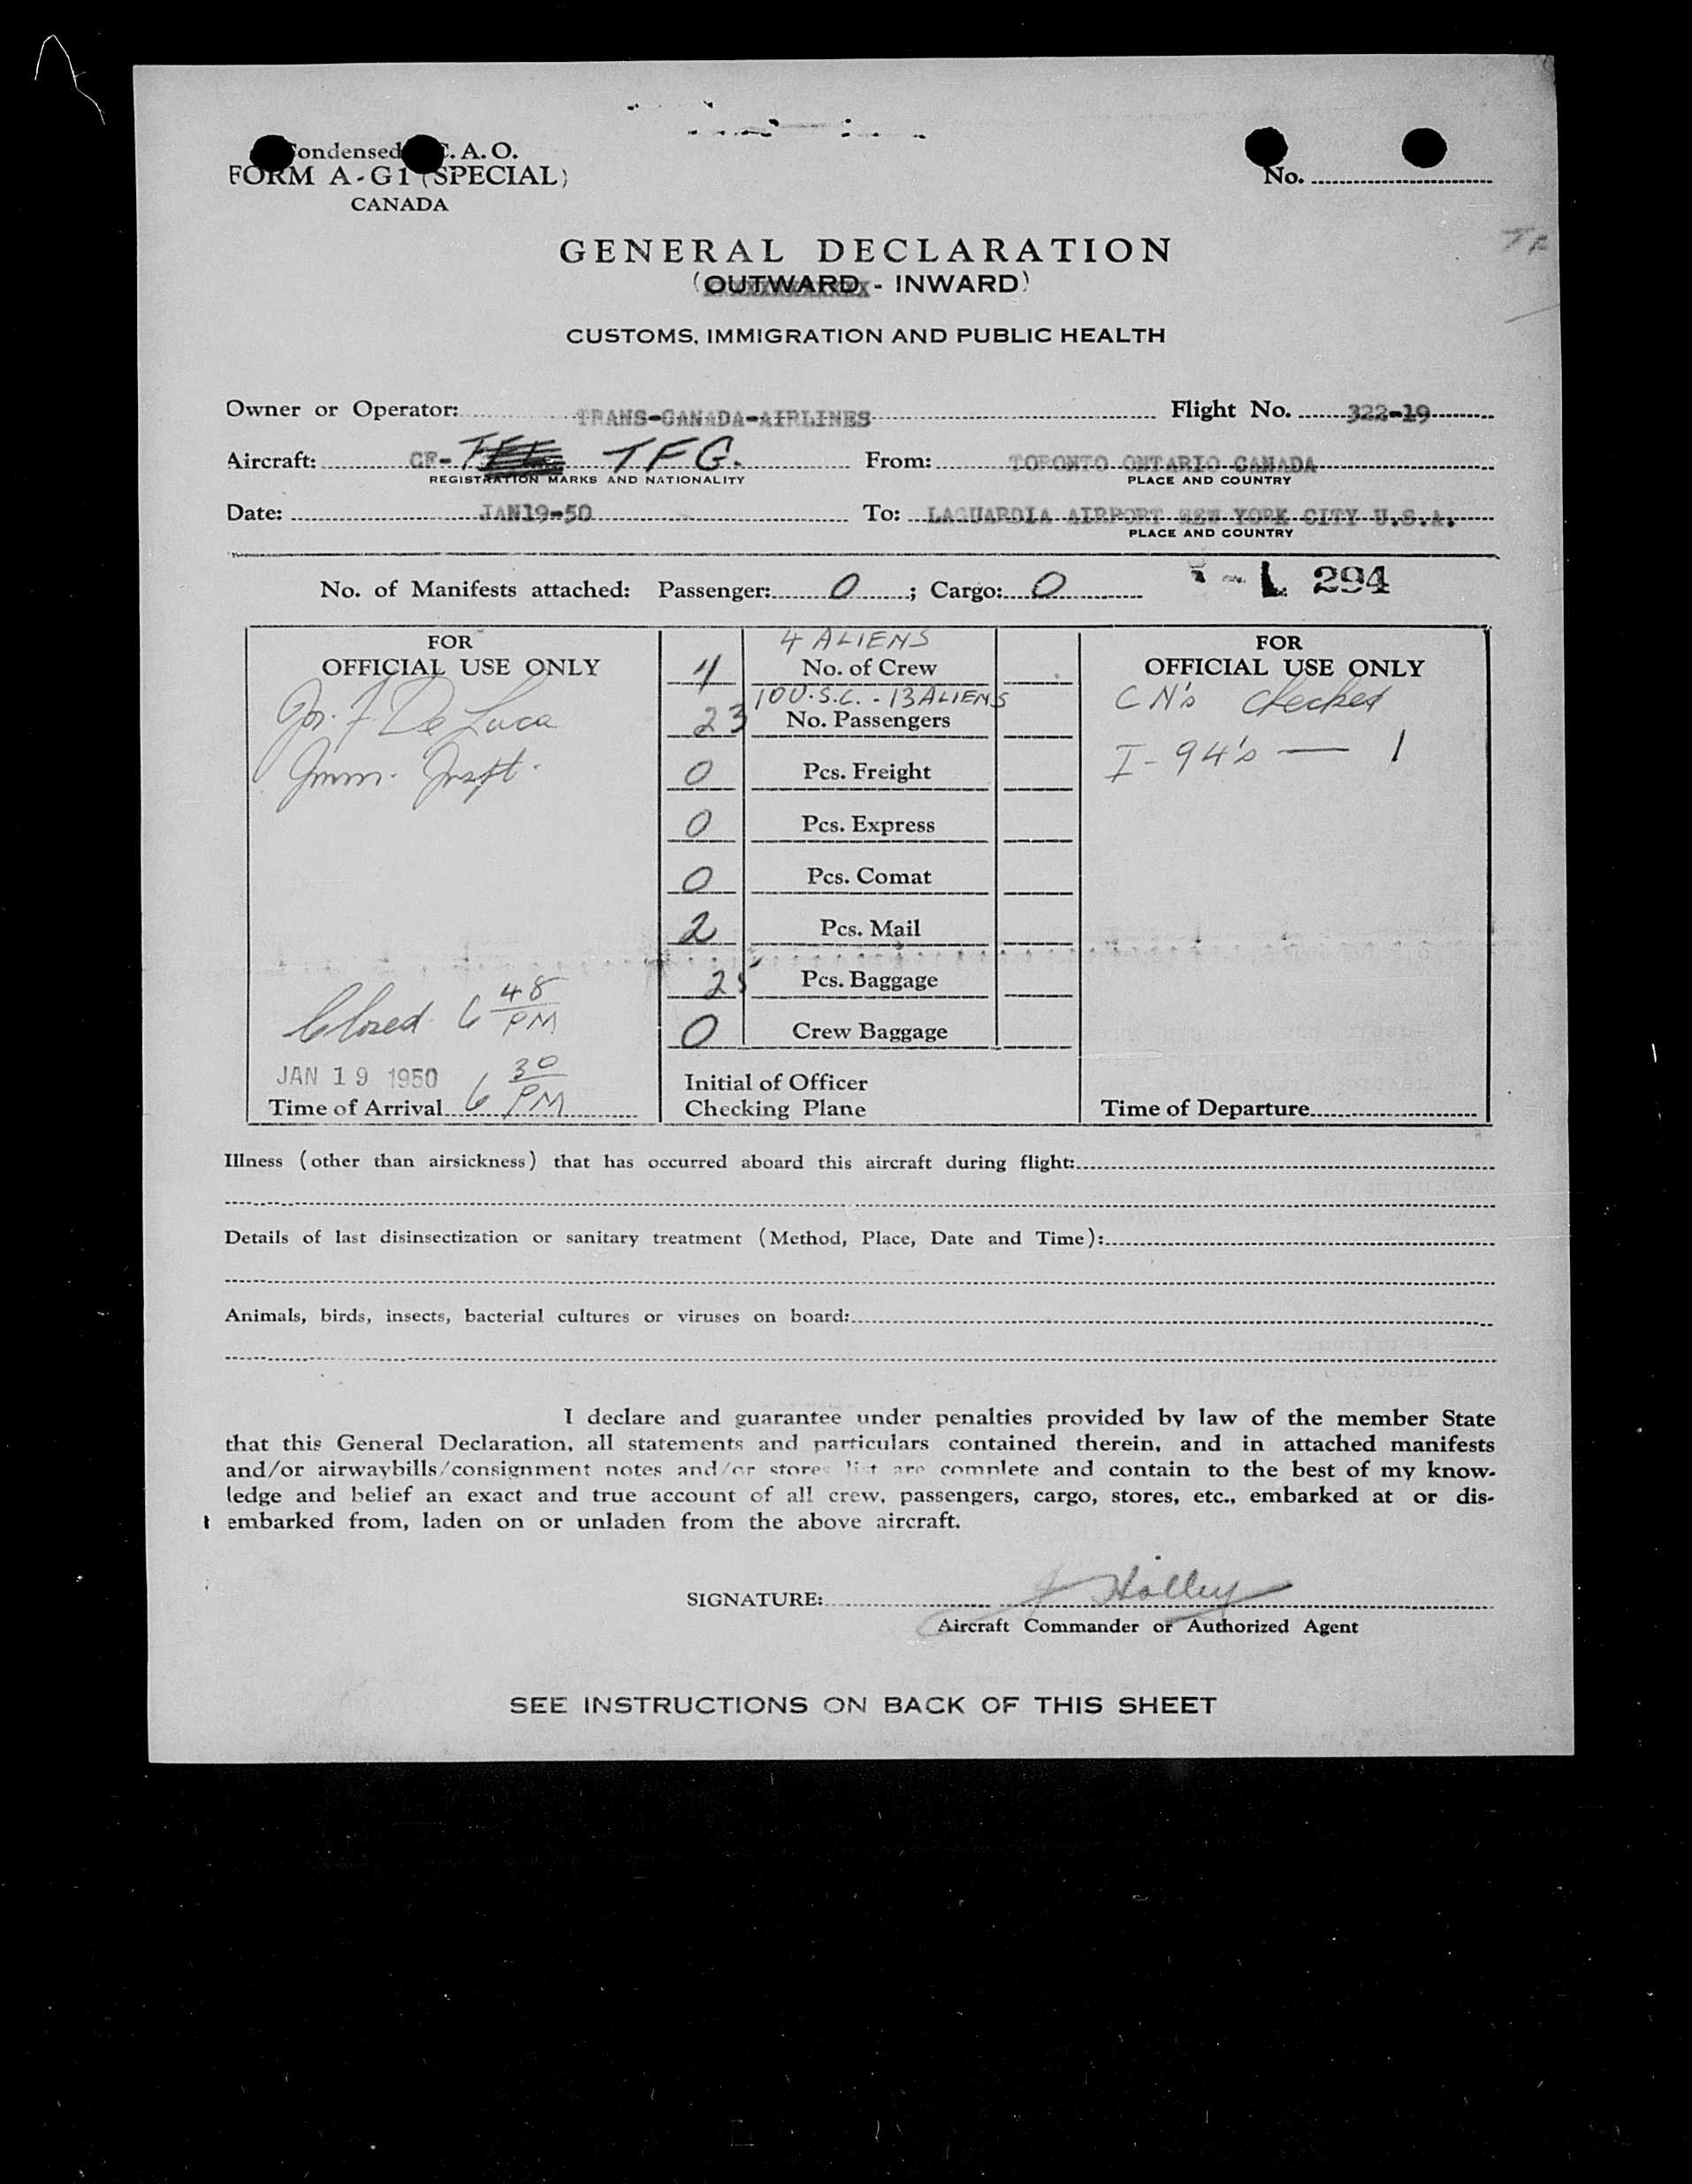 Condensed C. A. O.
FORM A-G1 (SPECIAL)
CANADA
No.
TR
GENERAL DECLARATION
(OUTWARD - INWARD)
CUSTOMS, IMMIGRATION AND PUBLIC HEALTH
Owner or Operator: TRANS-CANADA-AIRLINES Flight No. 322-19
Aircraft: CF- TFG. From: TORONTO ONTARIO CANADA
REGISTRATION MARKS AND NATIONALITY PLACE AND COUNTRY
Date: JAN19-50 To: LAGUARDIA AIRPORT NEW YORK CITY U.S.A.
PLACE AND COUNTRY
No. of Manifests attached: Passenger: 0 ; Cargo: 0 L 294
FOR
OFFICIAL USE ONLY
Jos. F. De Luca
Imm. Inspt.
Closed 6 48 PM
JAN 19 1950
Time of Arrival 6 30 PM
4 ALIENS
4 No. of Crew
10 U.S.C. - 13 ALIENS
23 No. Passengers
0 Pcs. Freight
0 Pcs. Express
0 Pcs. Comat
2 Pcs. Mail
25 Pcs. Baggage
0 Crew Baggage
Initial of Officer
Checking Plane
FOR
OFFICIAL USE ONLY
CN's checked
I-94's — 1
Time of Departure
Illness (other than airsickness) that has occurred aboard this aircraft during flight:
Details of last disinsectization or sanitary treatment (Method, Place, Date and Time):
Animals, birds, insects, bacterial cultures or viruses on board:
I declare and guarantee under penalties provided by law of the member State
that this General Declaration, all statements and particulars contained therein, and in attached manifests
and/or airwaybills/consignment notes and/or stores list are complete and contain to the best of my know-
ledge and belief an exact and true account of all crew, passengers, cargo, stores, etc., embarked at or dis-
embarked from, laden on or unladen from the above aircraft.
SIGNATURE: J Holley
Aircraft Commander or Authorized Agent
SEE INSTRUCTIONS ON BACK OF THIS SHEET